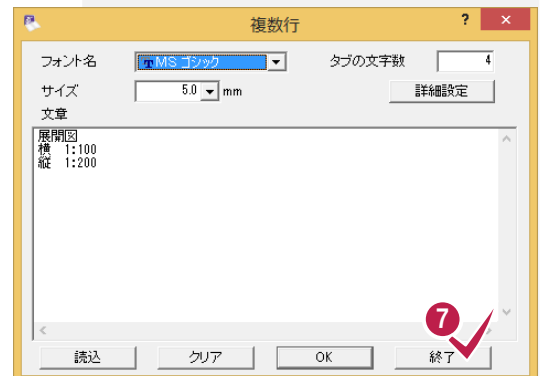 複数行 ? ×
フォント名 MS ゴシック タブの文字数 4
サイズ 5.0 mm 詳細設定
文章
展開図
横 1:100
縦 1:200
7
読込 クリア OK 終了